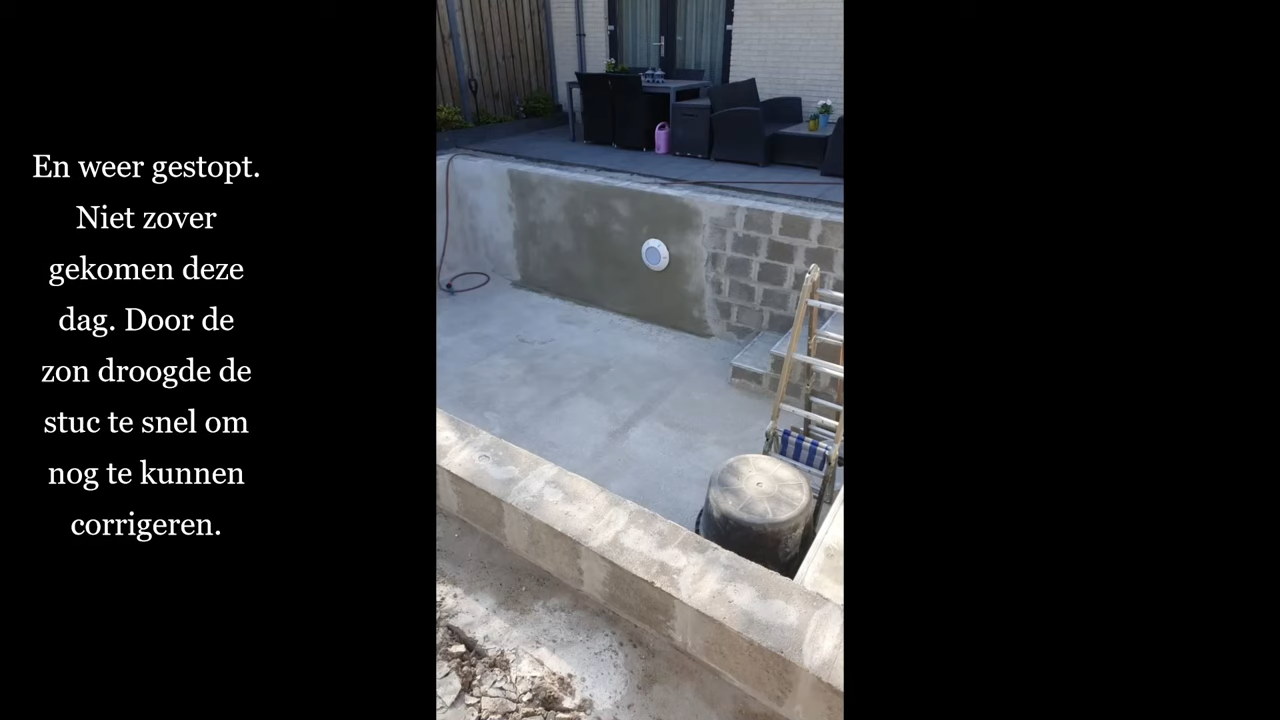 En weer gestopt.
Niet zover
gekomen deze
dag. Door de
zon droogde de
stuc te snel om
nog te kunnen
corrigeren.